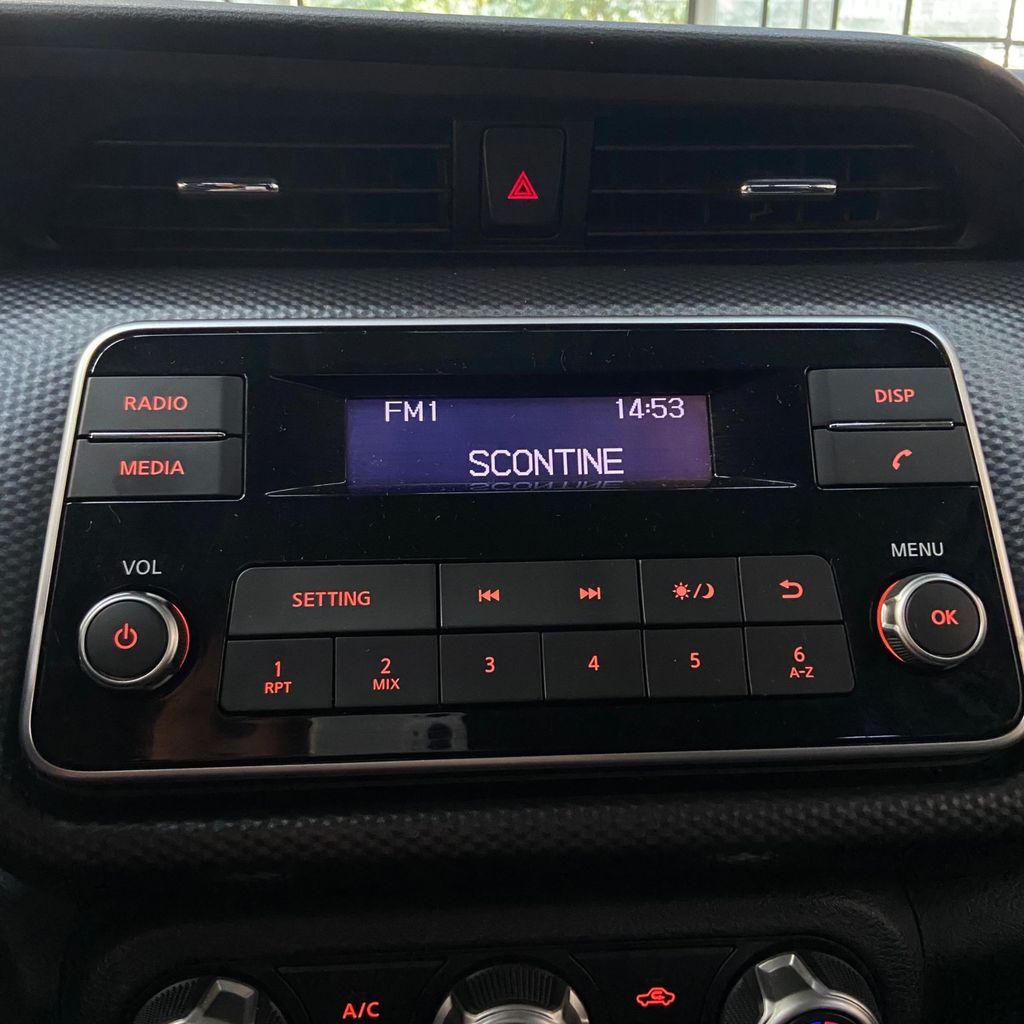 RADIO
MEDIA
FM1 14:53
SCONTINE
DISP
VOL
MENU
SETTING
OK
1
RPT
2
MIX
3
4
5
6
A-Z
A/C